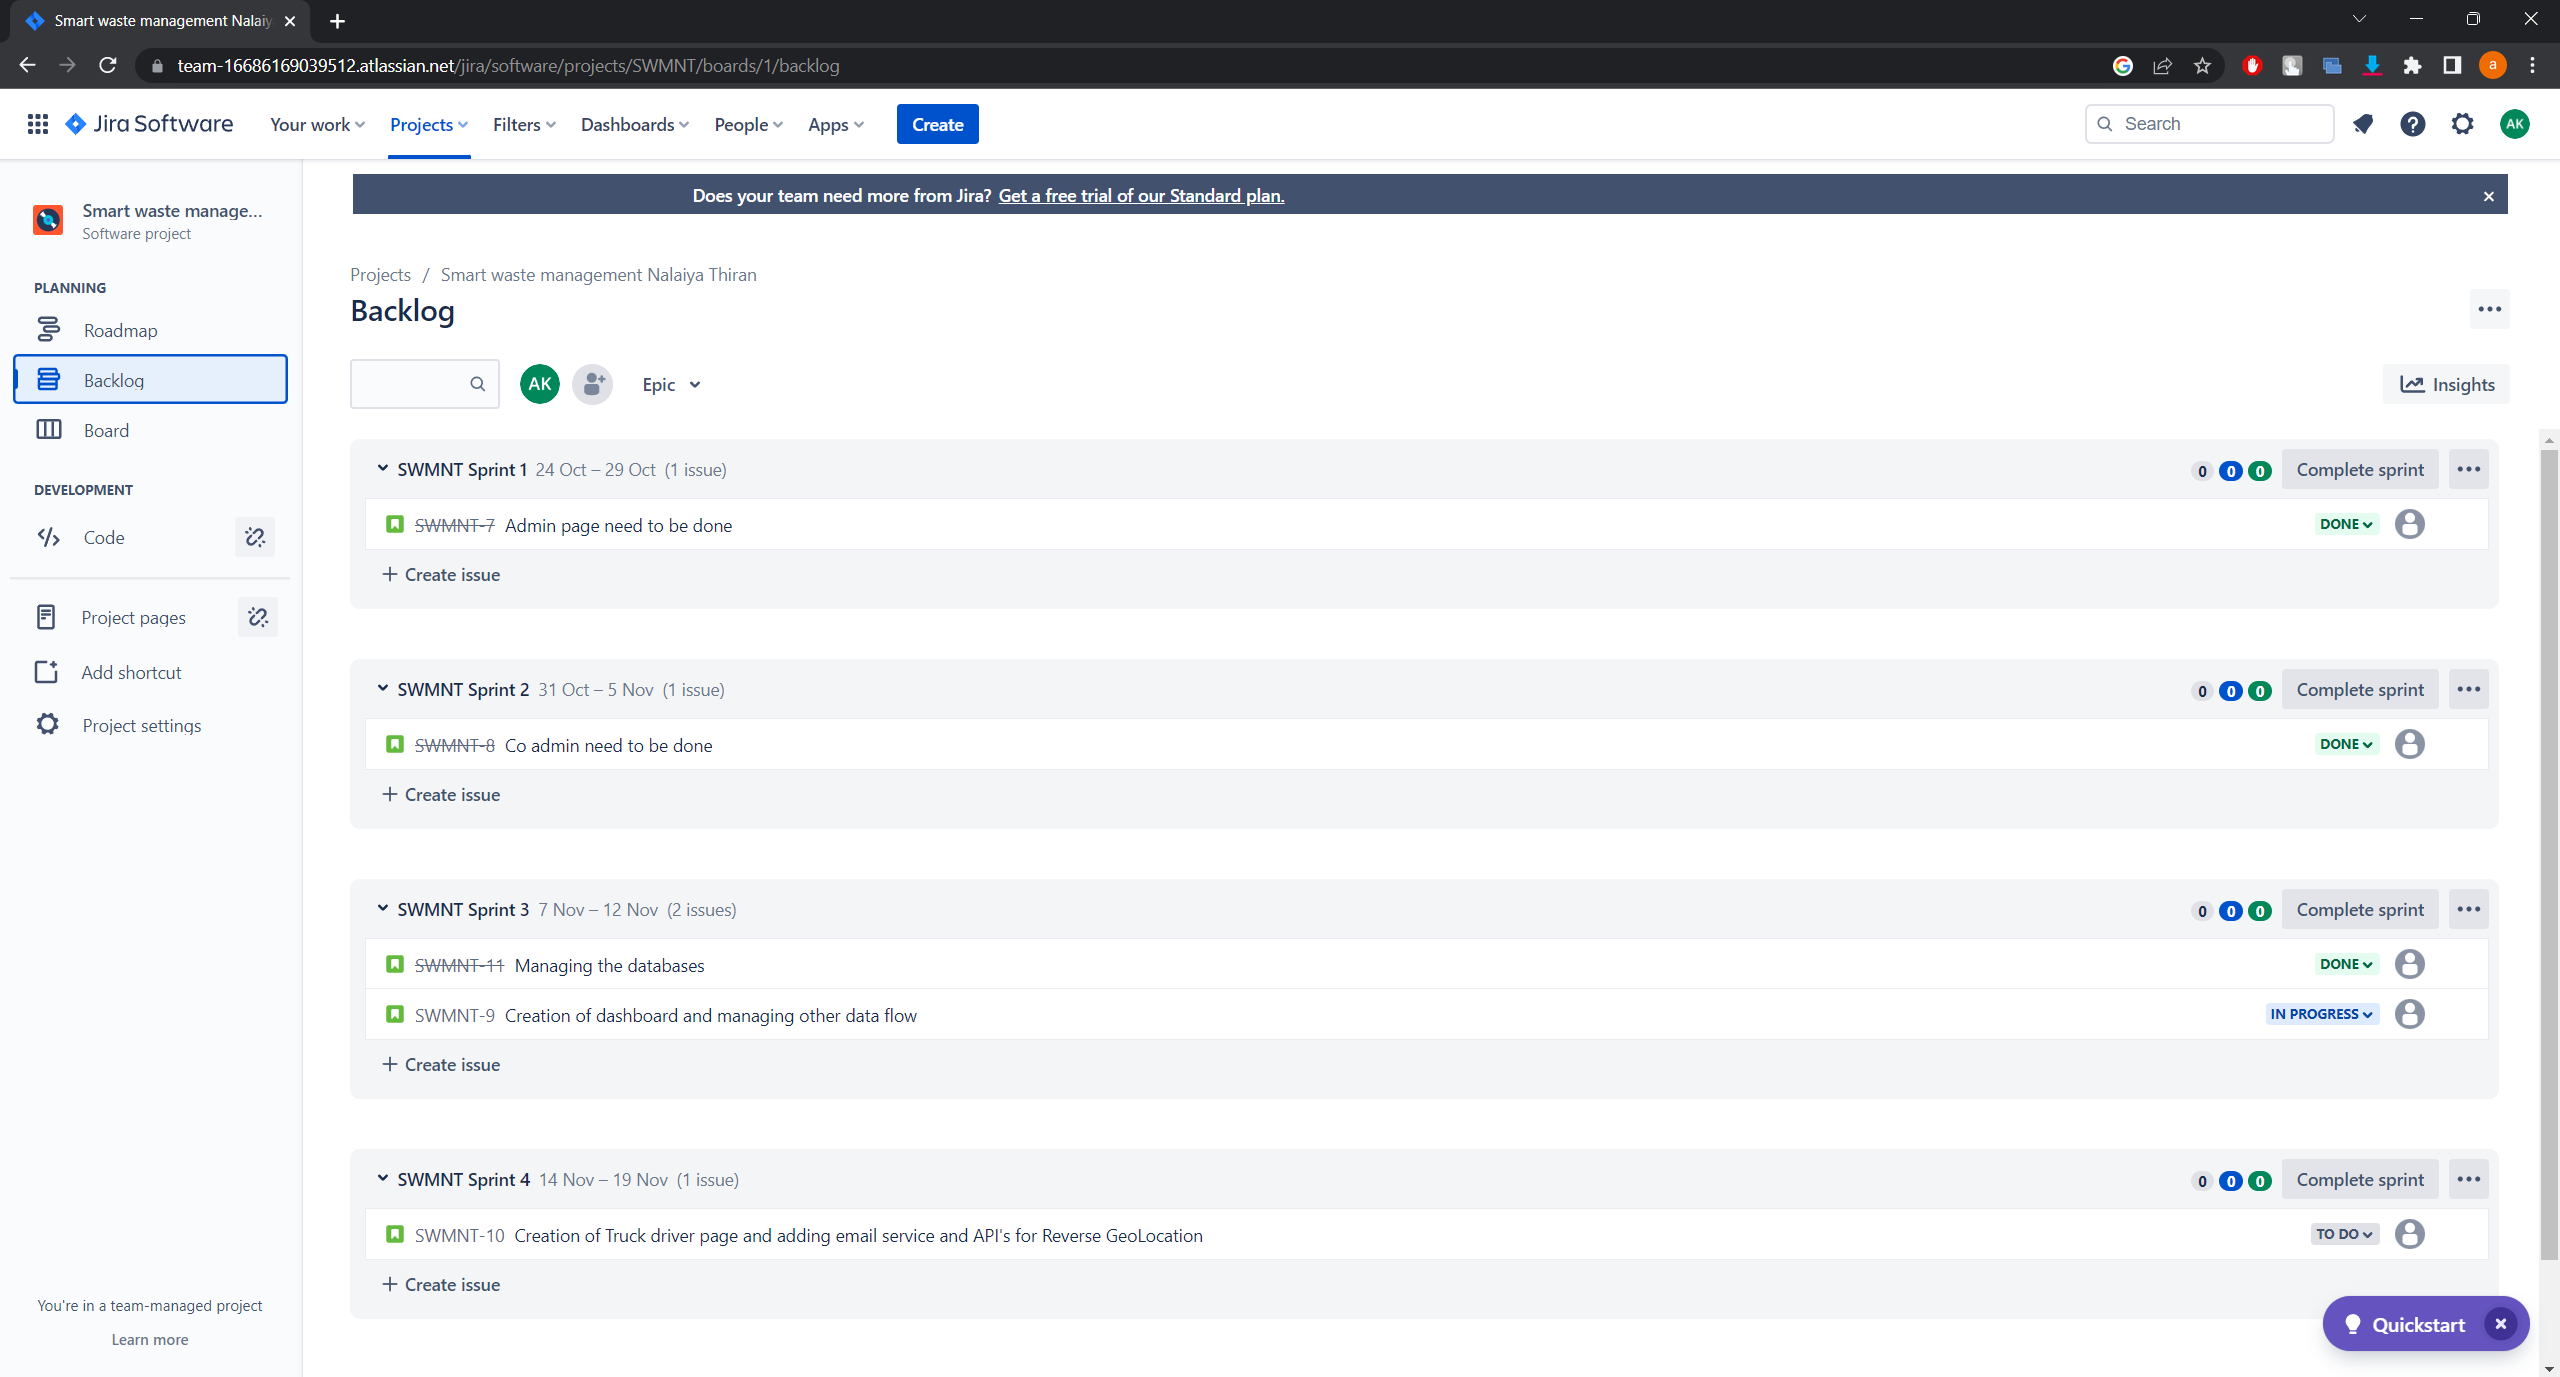 Smart waste management Nalaiy
team-16686169039512.atlassian.net/jira/software/projects/SWMNT/boards/1/backlog
a
Jira Software
Your work
Projects
Filters
Dashboards
People
Apps
Create
Search
AK
Smart waste manage...
Software project
Does your team need more from Jira? Get a free trial of our Standard plan.
Projects / Smart waste management Nalaiya Thiran
Backlog
PLANNING
Roadmap
Backlog
Board
DEVELOPMENT
Code
Project pages
Add shortcut
Project settings
You're in a team-managed project
Learn more
AK
Epic
Insights
SWMNT Sprint 1 24 Oct – 29 Oct (1 issue)
0 0 0 Complete sprint
SWMNT-7 Admin page need to be done
DONE
+ Create issue
SWMNT Sprint 2 31 Oct – 5 Nov (1 issue)
0 0 0 Complete sprint
SWMNT-8 Co admin need to be done
DONE
+ Create issue
SWMNT Sprint 3 7 Nov – 12 Nov (2 issues)
0 0 0 Complete sprint
SWMNT-11 Managing the databases
DONE
SWMNT-9 Creation of dashboard and managing other data flow
IN PROGRESS
+ Create issue
SWMNT Sprint 4 14 Nov – 19 Nov (1 issue)
0 0 0 Complete sprint
SWMNT-10 Creation of Truck driver page and adding email service and API's for Reverse GeoLocation
TO DO
+ Create issue
Quickstart